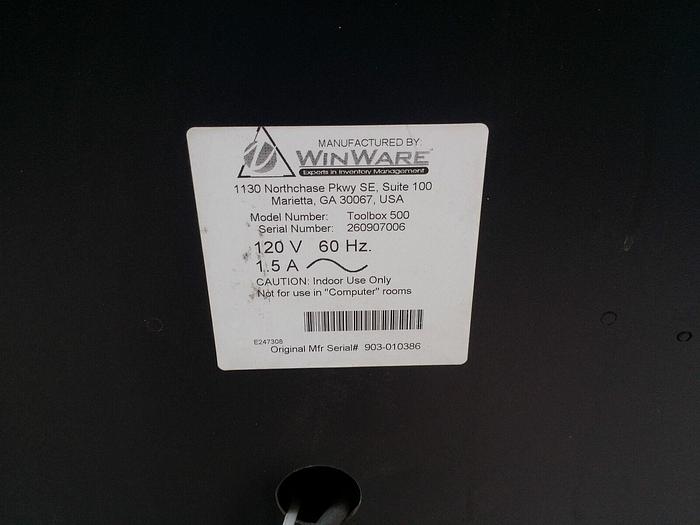 MANUFACTURED BY:
WINWARE
Experts in Inventory Management
1130 Northchase Pkwy SE, Suite 100
Marietta, GA 30067, USA
Model Number: Toolbox 500
Serial Number: 260907006
120 V 60 Hz.
1.5 A
CAUTION: Indoor Use Only
Not for use in "Computer" rooms
E247308
Original Mfr Serial# 903-010386